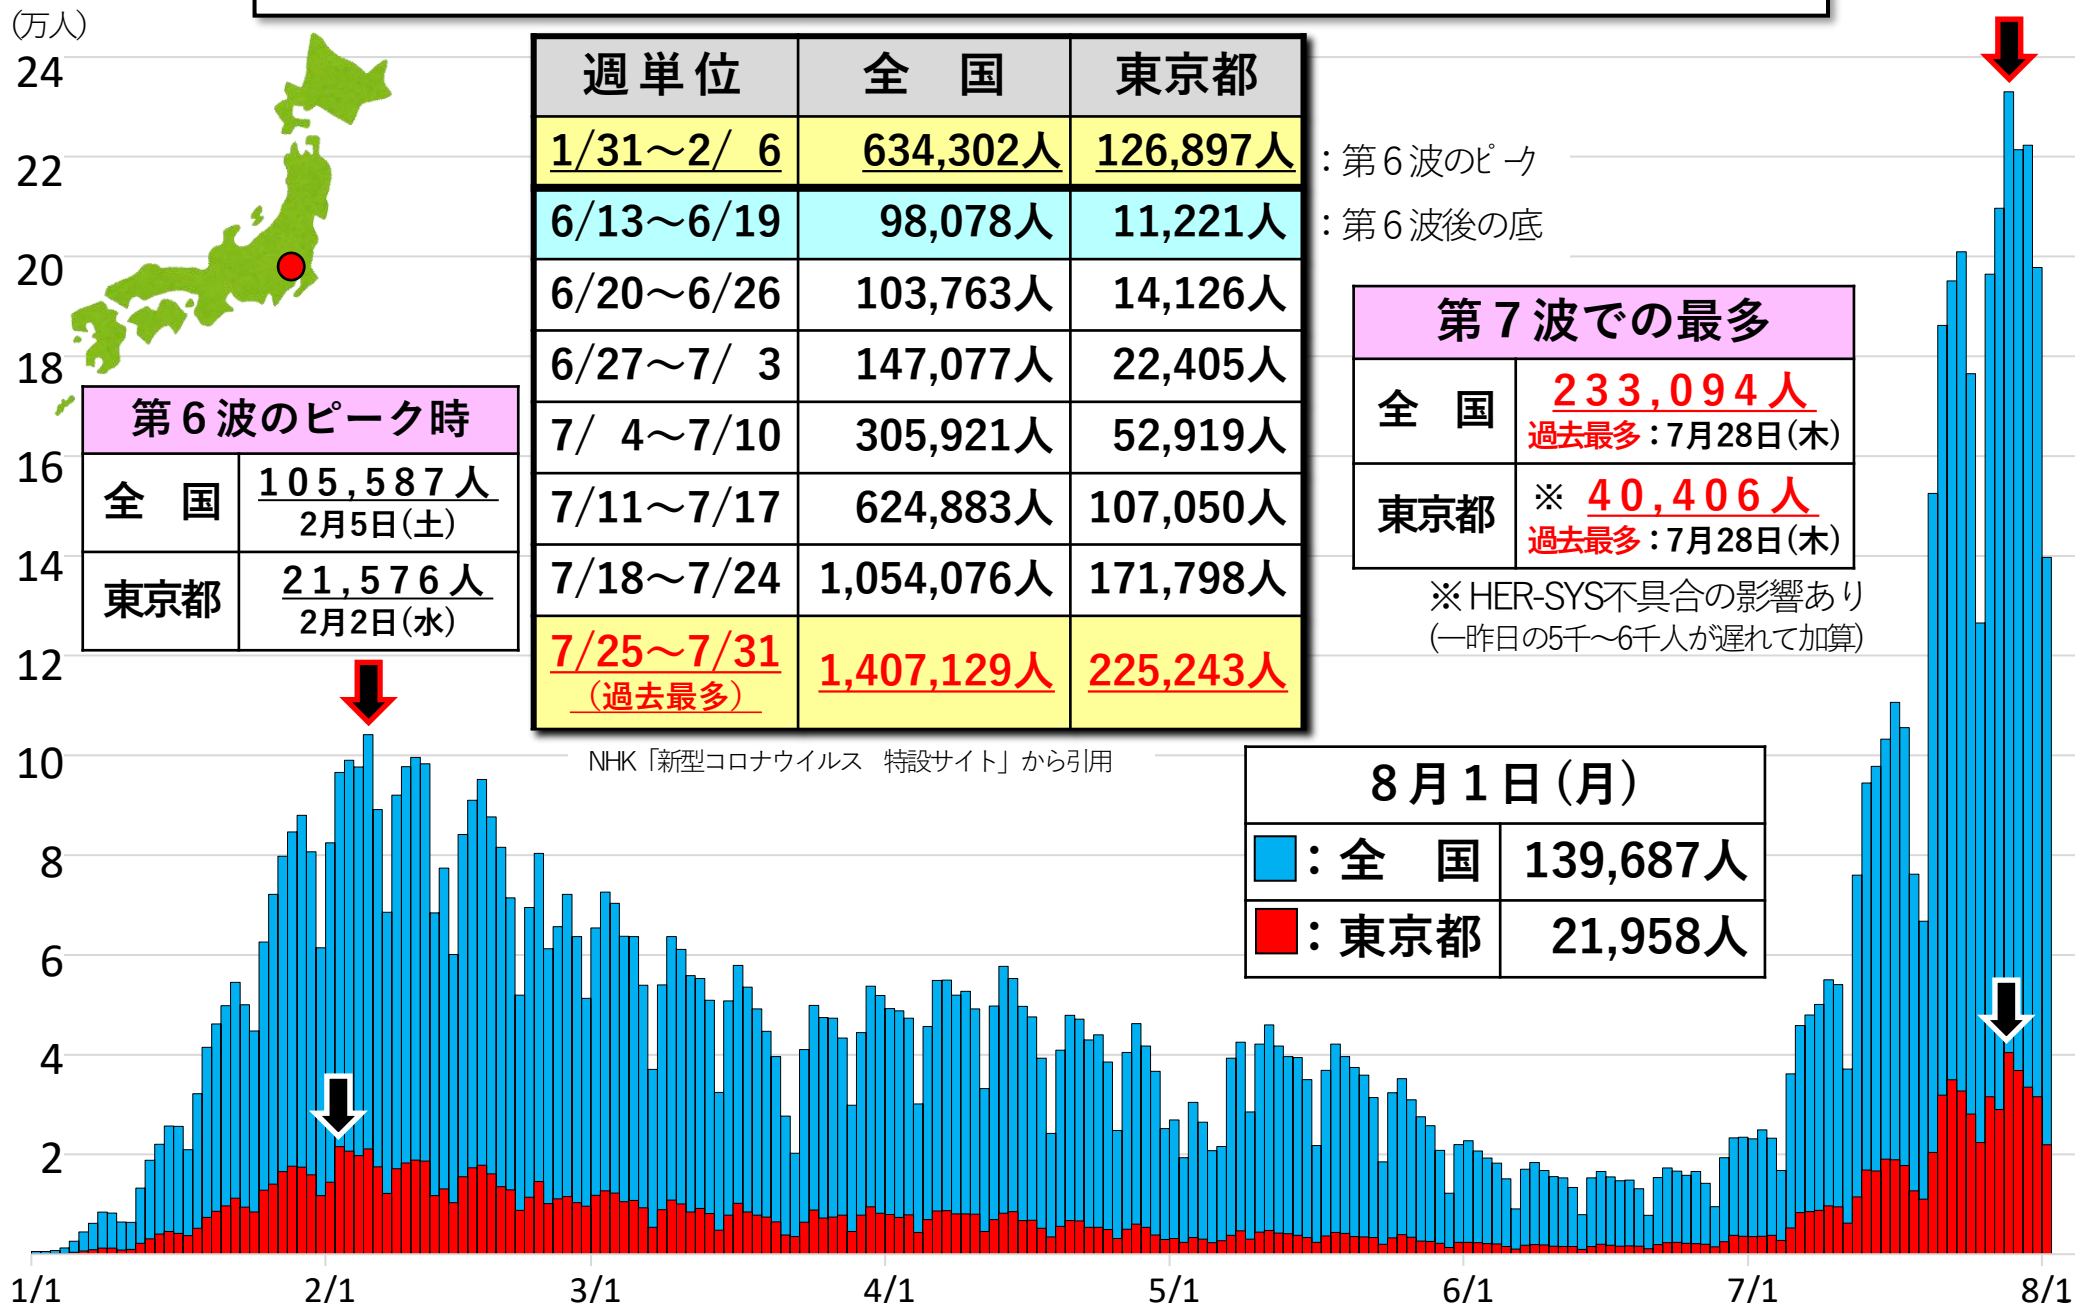 (万人)
24
22
20
18
16
14
12
10
8
6
4
2
1/1 2/1 3/1 4/1 5/1 6/1 7/1 8/1
週単位 全　国 東京都
1/31～2/ 6 634,302人 126,897人 ：第６波のピーク
6/13～6/19 98,078人 11,221人 ：第６波後の底
6/20～6/26 103,763人 14,126人
6/27～7/ 3 147,077人 22,405人
7/ 4～7/10 305,921人 52,919人
7/11～7/17 624,883人 107,050人
7/18～7/24 1,054,076人 171,798人
7/25～7/31 1,407,129人 225,243人
（過去最多）
NHK「新型コロナウイルス　特設サイト」から引用
第６波のピーク時
全　国 105,587人
2月5日(土)
東京都 21,576人
2月2日(水)
第７波での最多
全　国 233,094人
過去最多：7月28日(木)
東京都 ※ 40,406人
過去最多：7月28日(木)
※HER-SYS不具合の影響あり
(一昨日の5千～6千人が遅れて加算)
８月１日(月)
：全　国 139,687人
：東京都 21,958人